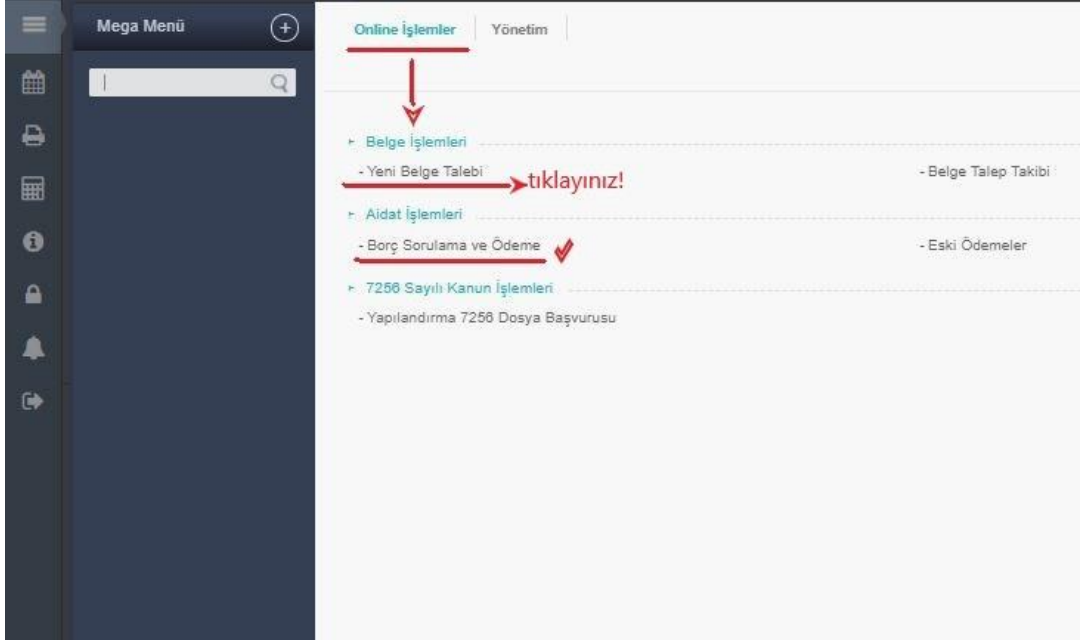 Mega Menü
Online İşlemler Yönetim
Belge İşlemleri
- Yeni Belge Talebi tıklayınız! - Belge Talep Takibi
Aidat İşlemleri
- Borç Sorulama ve Ödeme - Eski Ödemeler
7256 Sayılı Kanun İşlemleri
- Yapılandırma 7256 Dosya Başvurusu